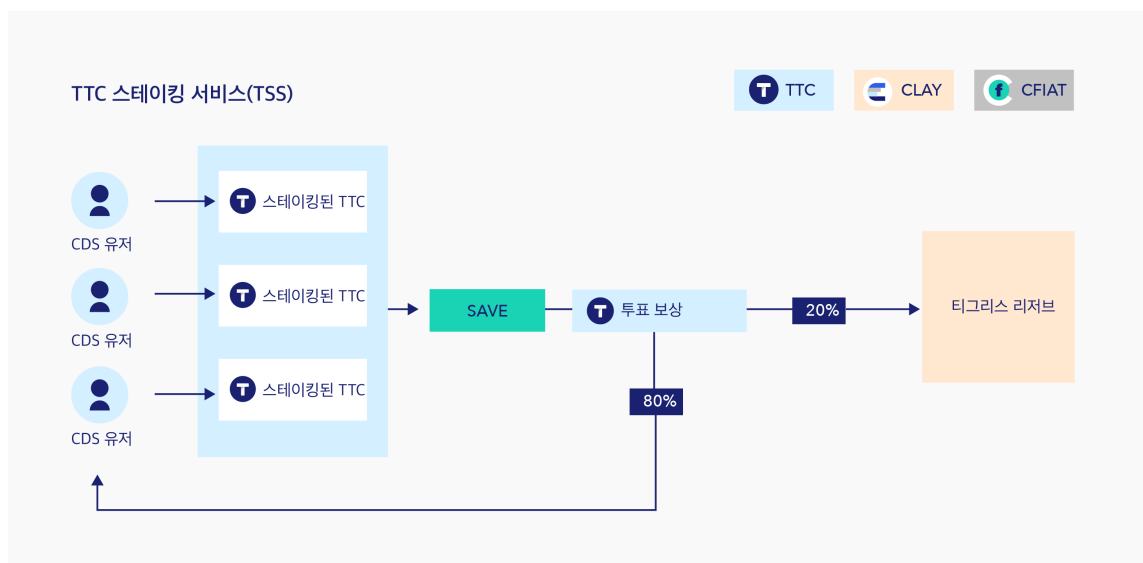 TTC 스테이킹 서비스(TSS)
TTC
CLAY
CFIAT
스테이킹된 TTC
CDS 유저
스테이킹된 TTC
CDS 유저
스테이킹된 TTC
CDS 유저
SAVE
투표 보상
20%
티그리스 리저브
80%